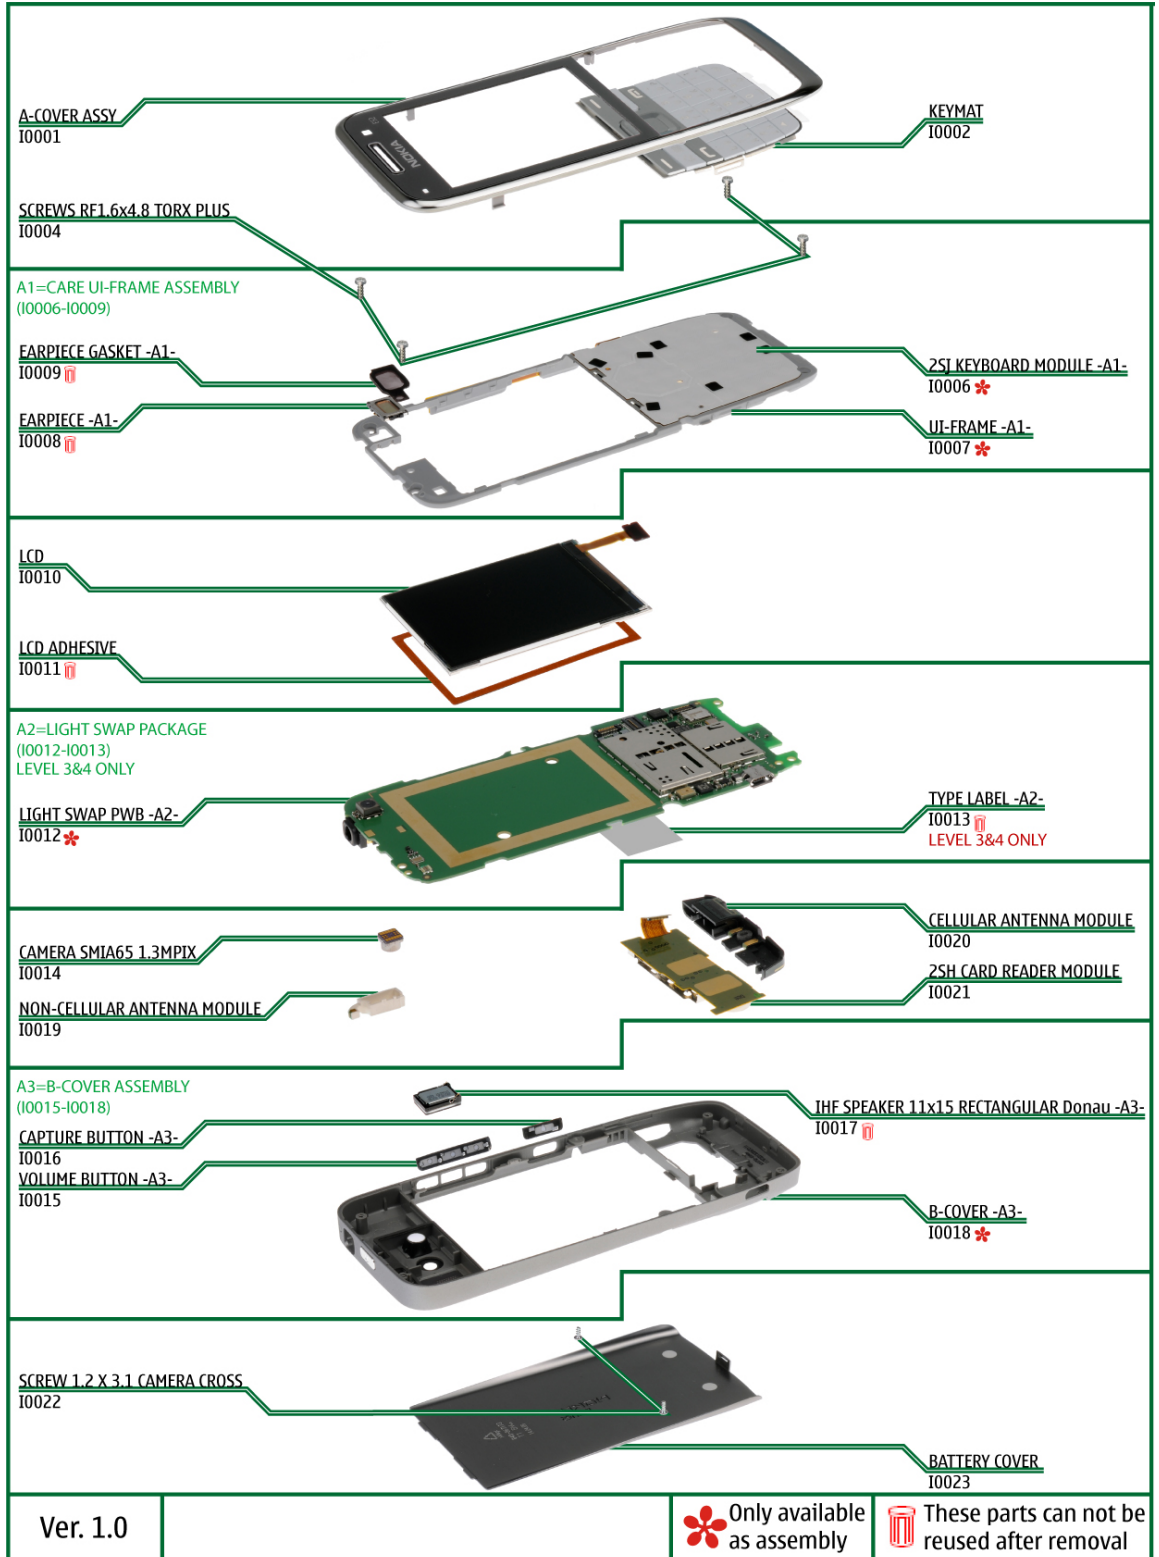 A-COVER ASSY
I0001
NOKIA
KEYMAT
I0002
SCREWS RF1.6x4.8 TORX PLUS
I0004
A1=CARE UI-FRAME ASSEMBLY
(I0006-I0009)
EARPIECE GASKET -A1-
I0009
2SJ KEYBOARD MODULE -A1-
I0006
EARPIECE -A1-
I0008
UI-FRAME -A1-
I0007
LCD
I0010
LCD ADHESIVE
I0011
A2=LIGHT SWAP PACKAGE
(I0012-I0013)
LEVEL 3&4 ONLY
LIGHT SWAP PWB -A2-
I0012
TYPE LABEL -A2-
I0013
LEVEL 3&4 ONLY
CAMERA SMIA65 1.3MPIX
I0014
CELLULAR ANTENNA MODULE
I0020
NON-CELLULAR ANTENNA MODULE
I0019
2SH CARD READER MODULE
I0021
A3=B-COVER ASSEMBLY
(I0015-I0018)
IHF SPEAKER 11x15 RECTANGULAR Donau -A3-
I0017
CAPTURE BUTTON -A3-
I0016
VOLUME BUTTON -A3-
I0015
B-COVER -A3-
I0018
SCREW 1.2 X 3.1 CAMERA CROSS
I0022
BATTERY COVER
I0023
Ver. 1.0
Only available
as assembly
These parts can not be
reused after removal